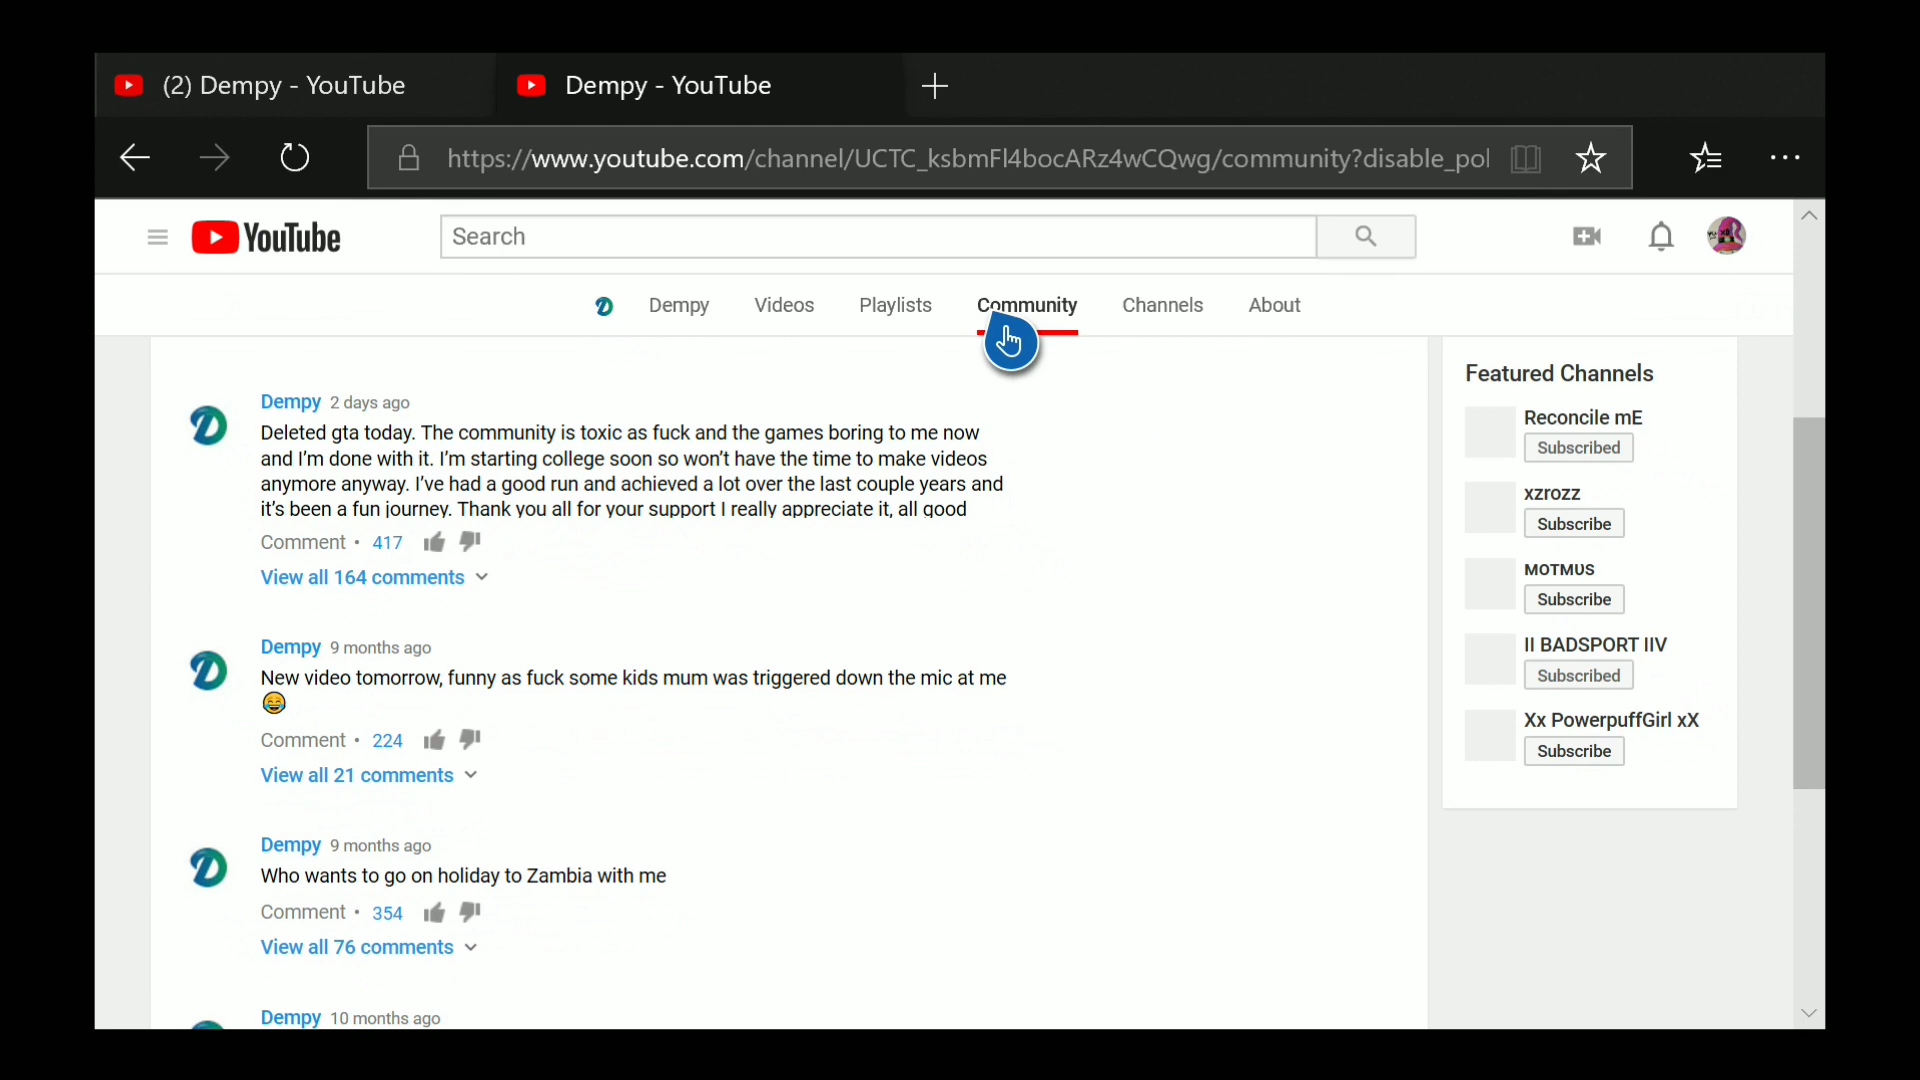 (2) Dempy - YouTube
Dempy - YouTube
https://www.youtube.com/channel/UCTC_ksbmFl4bocARz4wCQwg/community?disable_pol
YouTube
Search
Dempy
Videos
Playlists
Community
Channels
About
Dempy 2 days ago
Deleted gta today. The community is toxic as fuck and the games boring to me now
and I'm done with it. I'm starting college soon so won't have the time to make videos
anymore anyway. I've had a good run and achieved a lot over the last couple years and
it's been a fun journey. Thank you all for your support I really appreciate it, all good
Comment • 417
View all 164 comments
Dempy 9 months ago
New video tomorrow, funny as fuck some kids mum was triggered down the mic at me
😂
Comment • 224
View all 21 comments
Dempy 9 months ago
Who wants to go on holiday to Zambia with me
Comment • 354
View all 76 comments
Dempy 10 months ago
Featured Channels
Reconcile mE
Subscribed
xzrozz
Subscribe
ᴍᴏᴛᴍᴜs
Subscribe
II BADSPORT IIV
Subscribed
Xx PowerpuffGirl xX
Subscribe